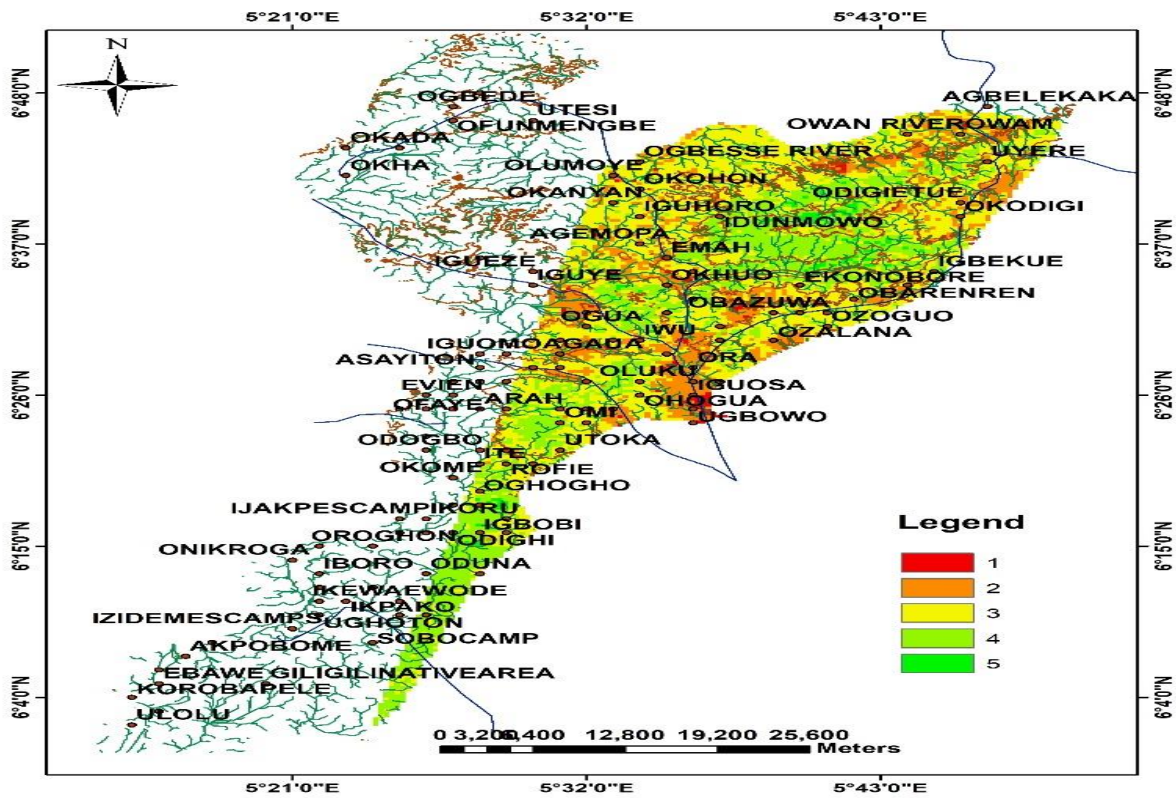 5°21'0"E 5°32'0"E 5°43'0"E
N
6°48'0"N 6°48'0"N
OGBEDE AGBELEKAKA
UTESI
OFUNMENGBE OWAN RIVEROWAM
OKADA
OGBESSE RIVER UYERE
OKHA OLUMOYE
OKOHON
OKANYAN ODIGIETUE
IGUHORO OKODIGI
IDUNMOWO
AGEMOPA
6°37'0"N EMAH 6°37'0"N
IGUEZE IGBEKUE
IGUYE OKHUO EKONOBORE
OBARENREN
OBAZUWA
OGUA OZOGUO
IWU OZALANA
IGUOMOAGADA
ASAYITON ORA
OLUKU
6°26'0"N EVIEN IGUOSA 6°26'0"N
OFAYE ARAH OHOGUA
OMI UGBOWO
ODOGBO UTOKA
ITE
OKOME ROFIE
OGHOGHO
IJAKPESCAMPIKORU
IGBOBI Legend
OROGHON ODIGHI
6°15'0"N ONIKROGA 6°15'0"N
IBORO ODUNA 1
IKEWAEWODE 2
IKPAKO
IZIDEMESCAMPS 3
UGHOTON
SOBOCAMP 4
AKPOBOME
EBAWE GILIGILINATIVEAREA 5
6°4'0"N KOROBAPELE 6°4'0"N
ULOLU
0 3,200 6,400 12,800 19,200 25,600
Meters
5°21'0"E 5°32'0"E 5°43'0"E